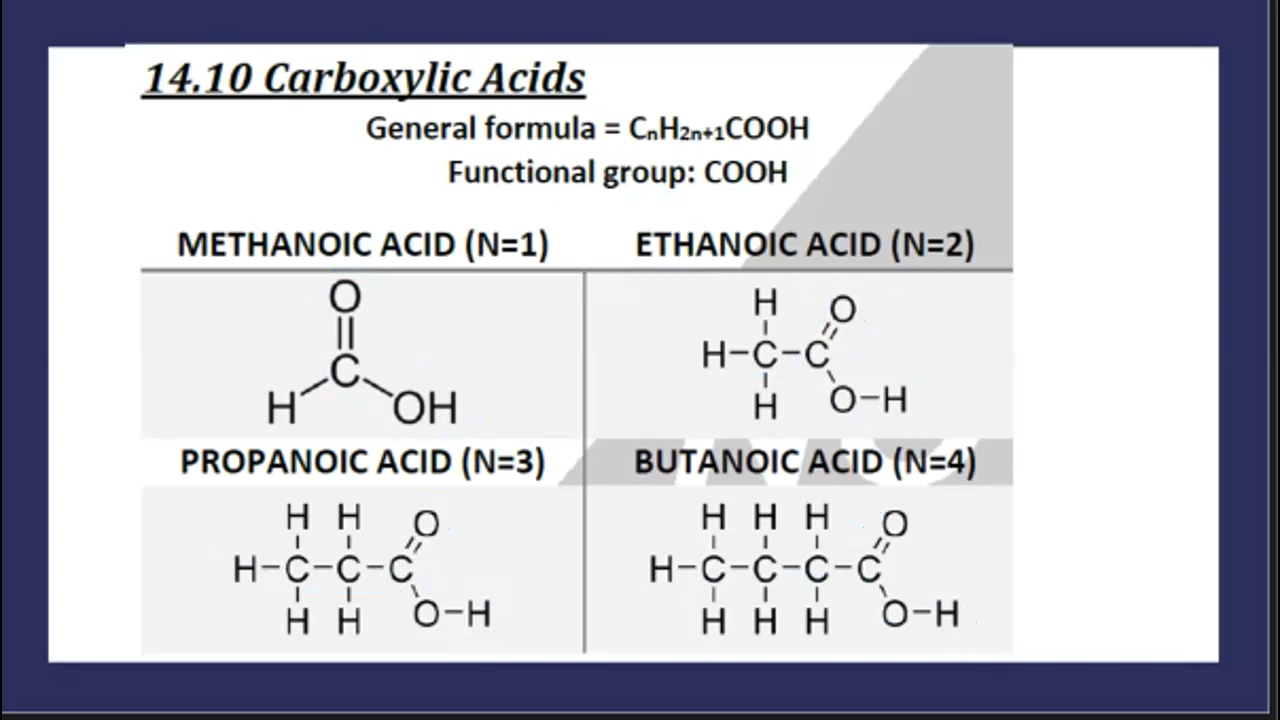 14.10 Carboxylic Acids
General formula = CₙH₂ₙ₊₁COOH
Functional group: COOH
METHANOIC ACID (N=1) ETHANOIC ACID (N=2)
O
C
H OH
H O
H-C-C
H O-H
PROPANOIC ACID (N=3) BUTANOIC ACID (N=4)
H H O
H-C-C-C
H H O-H
H H H O
H-C-C-C-C
H H H O-H